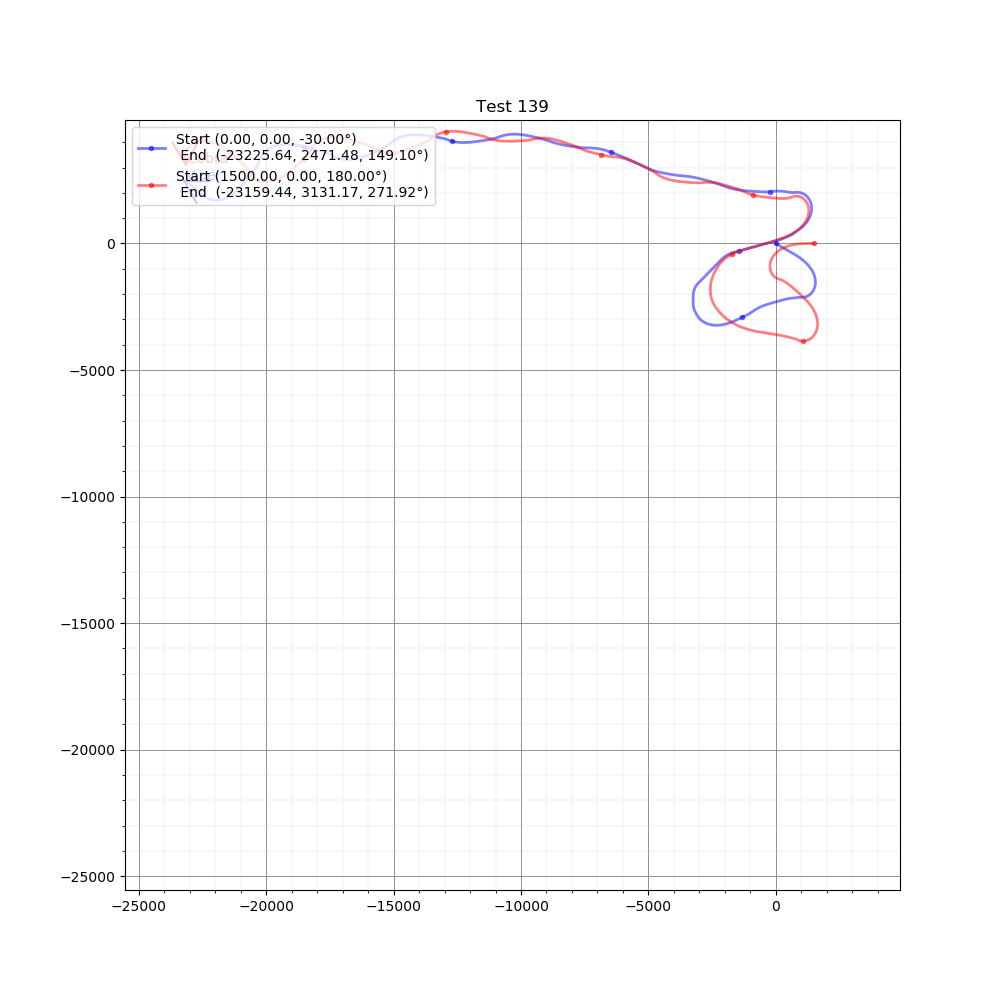 Test 139
Start (0.00, 0.00, -30.00°)
End (-23225.64, 2471.48, 149.10°)
Start (1500.00, 0.00, 180.00°)
End (-23159.44, 3131.17, 271.92°)
0
−5000
−10000
−15000
−20000
−25000
−25000 −20000 −15000 −10000 −5000 0